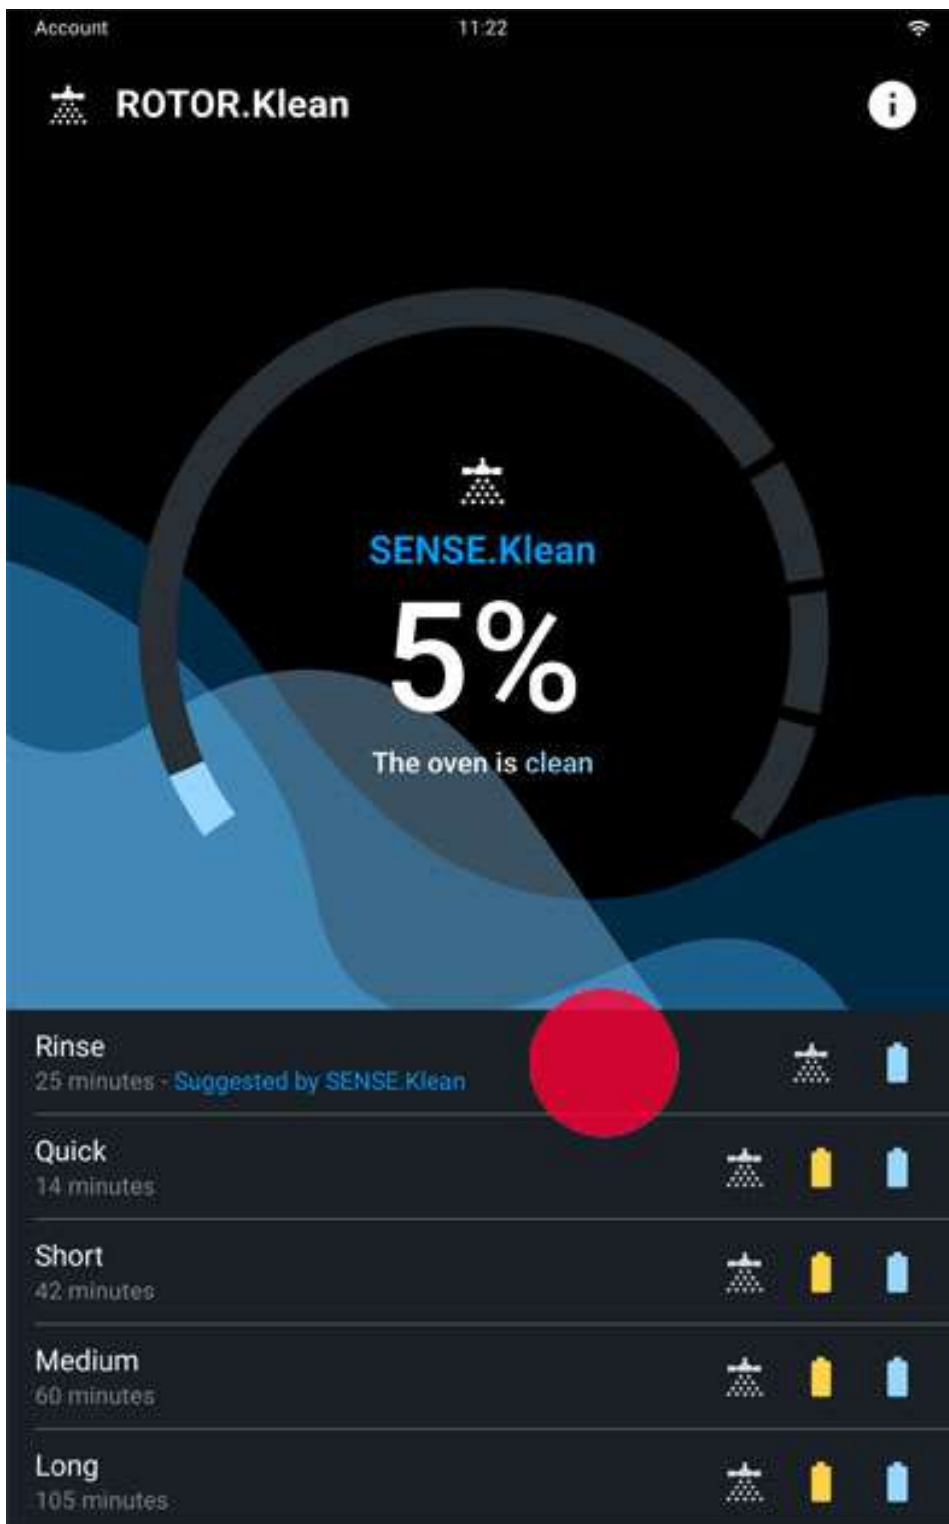 Account 11:22
ROTOR.Klean
SENSE.Klean
5%
The oven is clean
Rinse
25 minutes - Suggested by SENSE.Klean
Quick
14 minutes
Short
42 minutes
Medium
60 minutes
Long
105 minutes